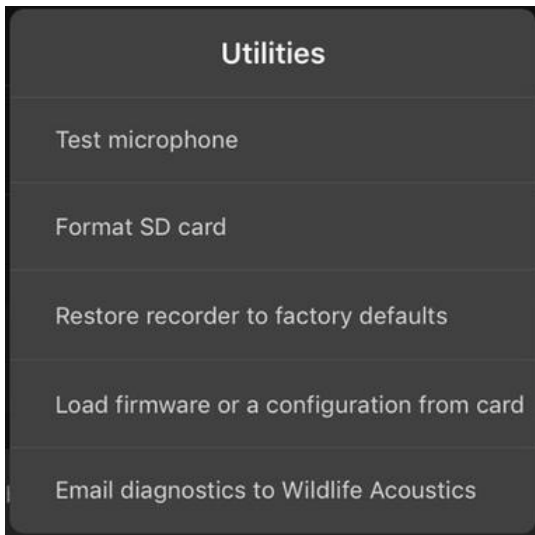 Utilities
Test microphone
Format SD card
Restore recorder to factory defaults
Load firmware or a configuration from card
Email diagnostics to Wildlife Acoustics